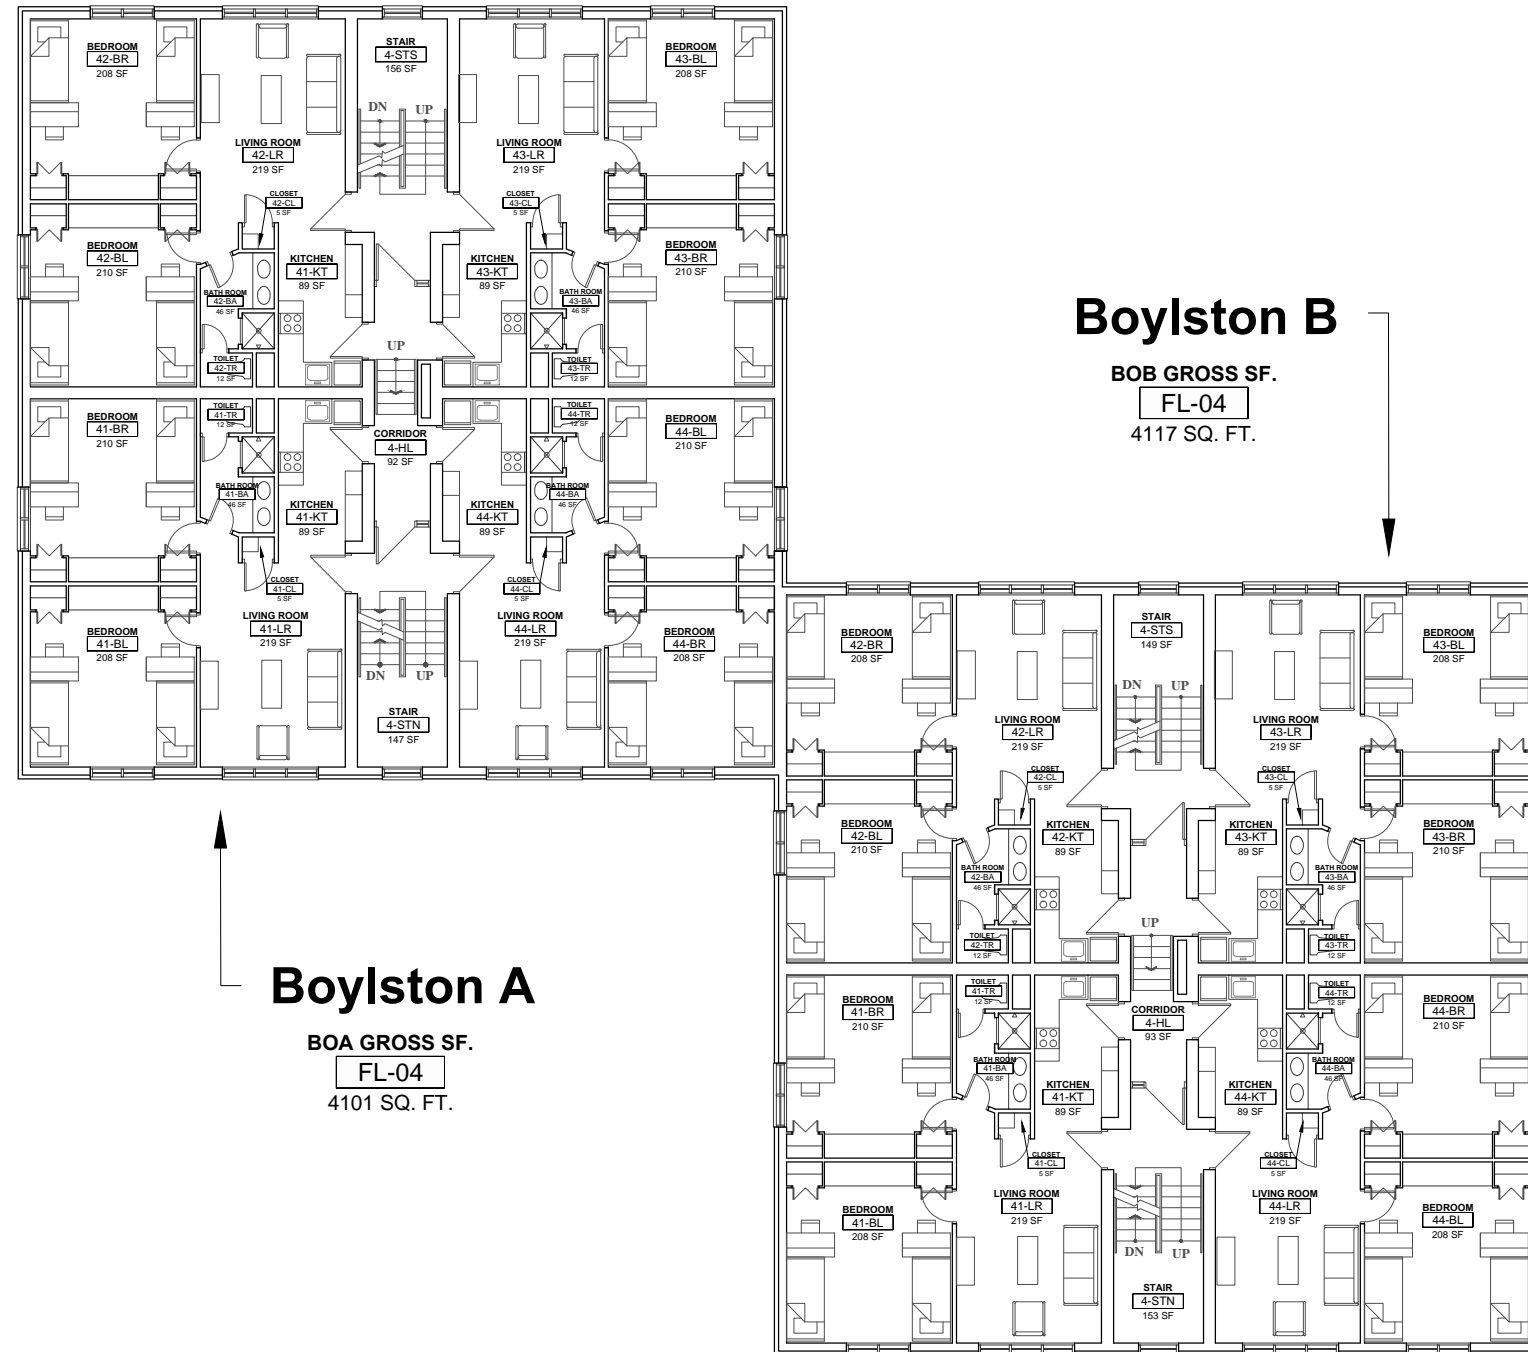 BEDROOM
42-BR
208 SF
STAIR
4-STS
156 SF
BEDROOM
43-BL
208 SF
DN
UP
LIVING ROOM
42-LR
219 SF
LIVING ROOM
43-LR
219 SF
CLOSET
42-CL
5 SF
CLOSET
43-CL
5 SF
BEDROOM
42-BL
210 SF
KITCHEN
41-KT
89 SF
KITCHEN
43-KT
89 SF
BEDROOM
43-BR
210 SF
BATH ROOM
42-BA
46 SF
BATH ROOM
43-BA
46 SF
UP
TOILET
42-TR
12 SF
TOILET
43-TR
12 SF
BEDROOM
41-BR
210 SF
TOILET
41-TR
12 SF
CORRIDOR
4-HL
92 SF
TOILET
44-TR
12 SF
BEDROOM
44-BL
210 SF
BATH ROOM
41-BA
46 SF
KITCHEN
41-KT
89 SF
KITCHEN
44-KT
89 SF
BATH ROOM
44-BA
46 SF
CLOSET
41-CL
5 SF
CLOSET
44-CL
5 SF
BEDROOM
41-BL
208 SF
LIVING ROOM
41-LR
219 SF
LIVING ROOM
44-LR
219 SF
BEDROOM
44-BR
208 SF
DN
UP
STAIR
4-STN
147 SF
Boylston A
BOA GROSS SF.
FL-04
4101 SQ. FT.
Boylston B
BOB GROSS SF.
FL-04
4117 SQ. FT.
BEDROOM
42-BR
208 SF
STAIR
4-STS
149 SF
BEDROOM
43-BL
208 SF
DN
UP
LIVING ROOM
42-LR
219 SF
LIVING ROOM
43-LR
219 SF
CLOSET
42-CL
5 SF
CLOSET
43-CL
5 SF
BEDROOM
42-BL
210 SF
KITCHEN
42-KT
89 SF
KITCHEN
43-KT
89 SF
BEDROOM
43-BR
210 SF
BATH ROOM
42-BA
46 SF
BATH ROOM
43-BA
46 SF
UP
TOILET
42-TR
12 SF
TOILET
43-TR
12 SF
BEDROOM
41-BR
210 SF
TOILET
41-TR
12 SF
CORRIDOR
4-HL
93 SF
TOILET
44-TR
12 SF
BEDROOM
44-BR
210 SF
BATH ROOM
41-BA
46 SF
KITCHEN
41-KT
89 SF
KITCHEN
44-KT
89 SF
BATH ROOM
44-BA
46 SF
CLOSET
41-CL
5 SF
CLOSET
44-CL
5 SF
BEDROOM
41-BL
208 SF
LIVING ROOM
41-LR
219 SF
LIVING ROOM
44-LR
219 SF
BEDROOM
44-BL
208 SF
DN
UP
STAIR
4-STN
153 SF